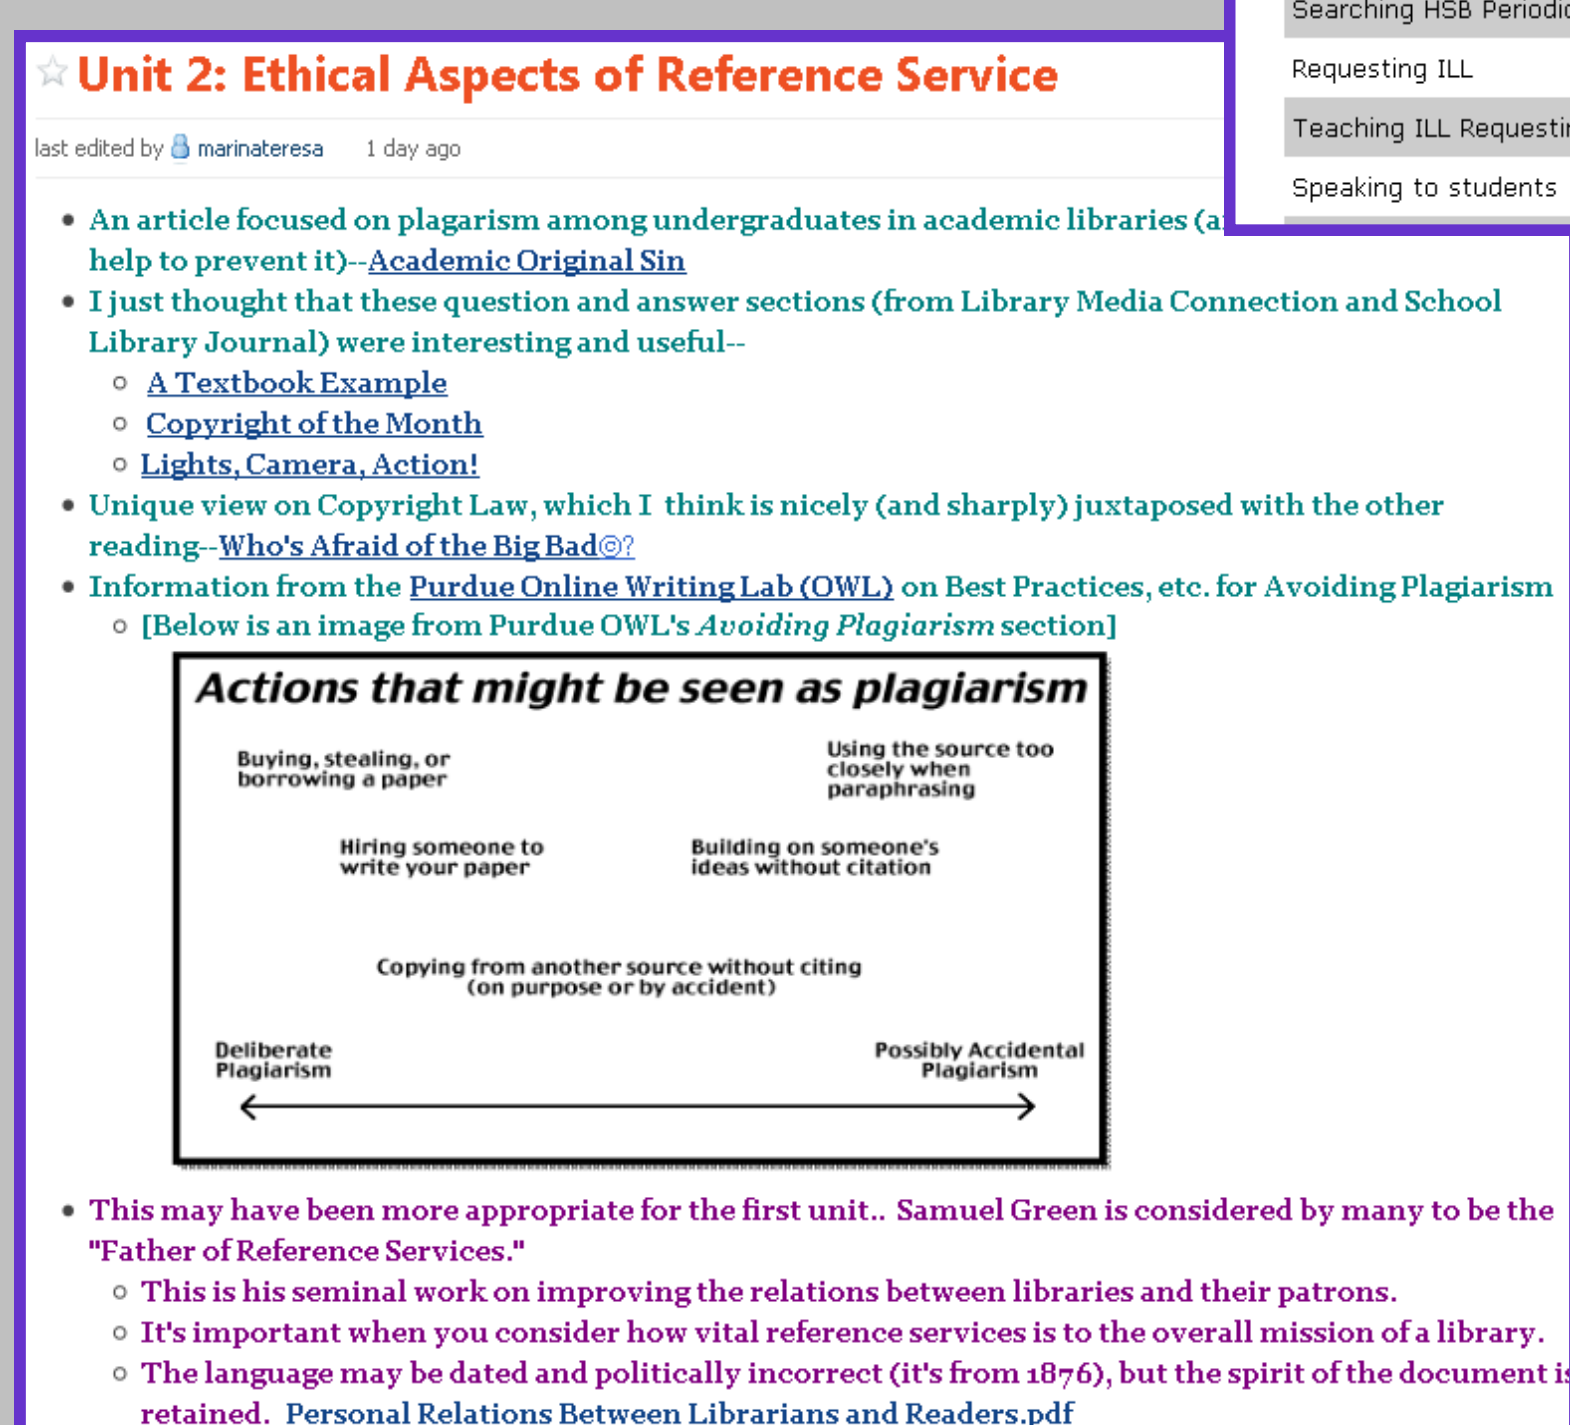 Searching HSB
Requesting ILL
Teaching ILL
Speaking to students
Unit 2: Ethical Aspects of Reference Service
last edited by marinateresa 1 day ago
• An article focused on plagarism among undergraduates in academic libraries
help to prevent it)--Academic Original Sin
• I just thought that these question and answer sections (from Library Media Connection and School
Library Journal) were interesting and useful--
○ A Textbook Example
○ Copyright of the Month
○ Lights, Camera, Action!
• Unique view on Copyright Law, which I think is nicely (and sharply) juxtaposed with the other
reading--Who's Afraid of the Big Bad©?
• Information from the Purdue Online Writing Lab (OWL) on Best Practices, etc. for Avoiding Plagiarism
○ [Below is an image from Purdue OWL's Avoiding Plagiarism section]
Actions that might be seen as plagiarism
Buying, stealing, or
borrowing a paper
Using the source too
closely when
paraphrasing
Hiring someone to
write your paper
Building on someone's
ideas without citation
Copying from another source without citing
(on purpose or by accident)
Deliberate
Plagiarism
Possibly Accidental
Plagiarism
• This may have been more appropriate for the first unit.. Samuel Green is considered by many to be the
"Father of Reference Services."
○ This is his seminal work on improving the relations between libraries and their patrons.
○ It's important when you consider how vital reference services is to the overall mission of a library.
○ The language may be dated and politically incorrect (it's from 1876), but the spirit of the document is
retained. Personal Relations Between Librarians and Readers.pdf